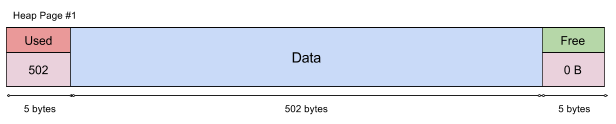 Heap Page #1
Used
502
Data
Free
0 B
5 bytes
502 bytes
5 bytes